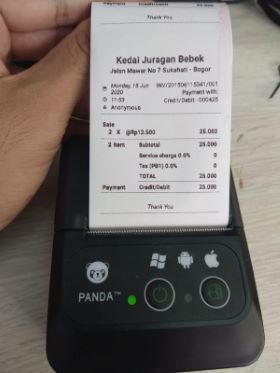 Payment Credit/Debit 25.000
Thank You
Kedai Juragan Bebek
Jalan Mawar No 7 Sukahati - Bogor
Monday, 15 Jun 2020
INV/201506115341/001
Payment with:
11:53
Credit/Debit - 000425
Anonymous
Sale
2 X @Rp12.500 25.000
2 Item Subtotal 25.000
Service charge 0.0% 0
Tax (PB1) 0.0% 0
TOTAL 25.000
Payment Credit/Debit 25.000
Thank You
PANDA™